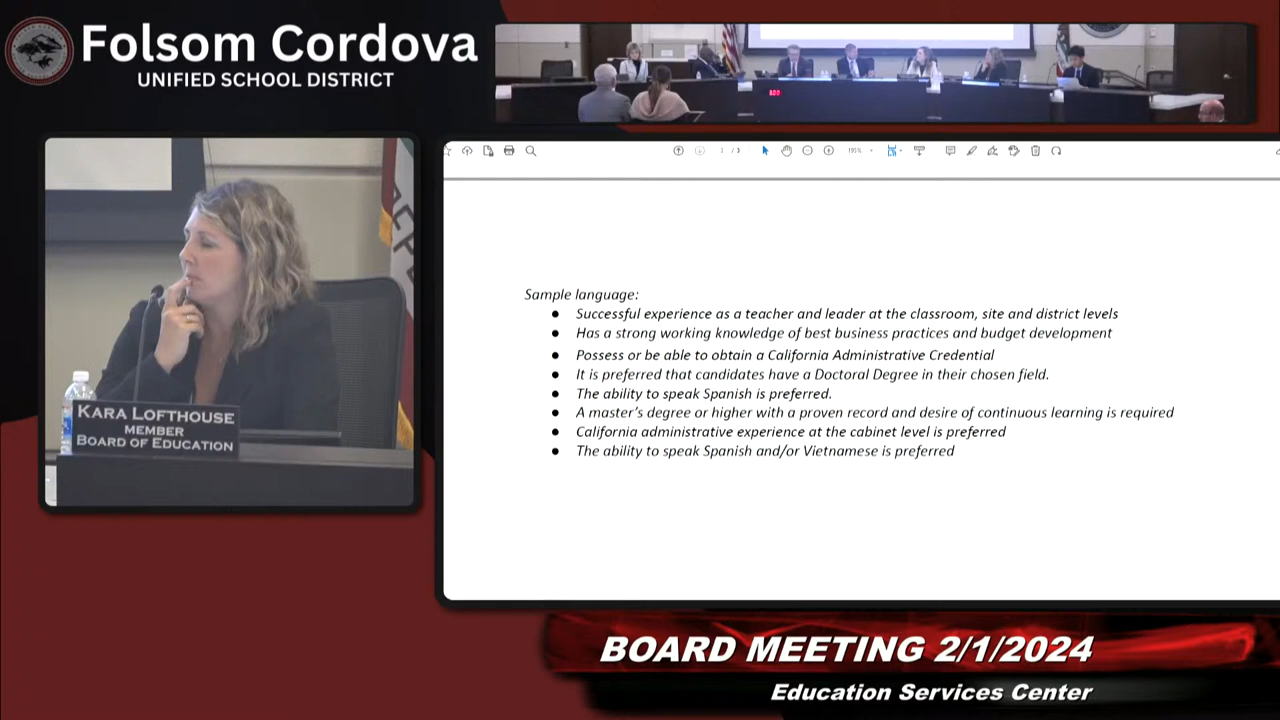 Folsom Cordova
UNIFIED SCHOOL DISTRICT
KARA LOFTHOUSE
MEMBER
BOARD OF EDUCATION
1 / 3
195%
Sample language:
● Successful experience as a teacher and leader at the classroom, site and district levels
● Has a strong working knowledge of best business practices and budget development
● Possess or be able to obtain a California Administrative Credential
● It is preferred that candidates have a Doctoral Degree in their chosen field.
● The ability to speak Spanish is preferred.
● A master's degree or higher with a proven record and desire of continuous learning is required
● California administrative experience at the cabinet level is preferred
● The ability to speak Spanish and/or Vietnamese is preferred
BOARD MEETING 2/1/2024
Education Services Center